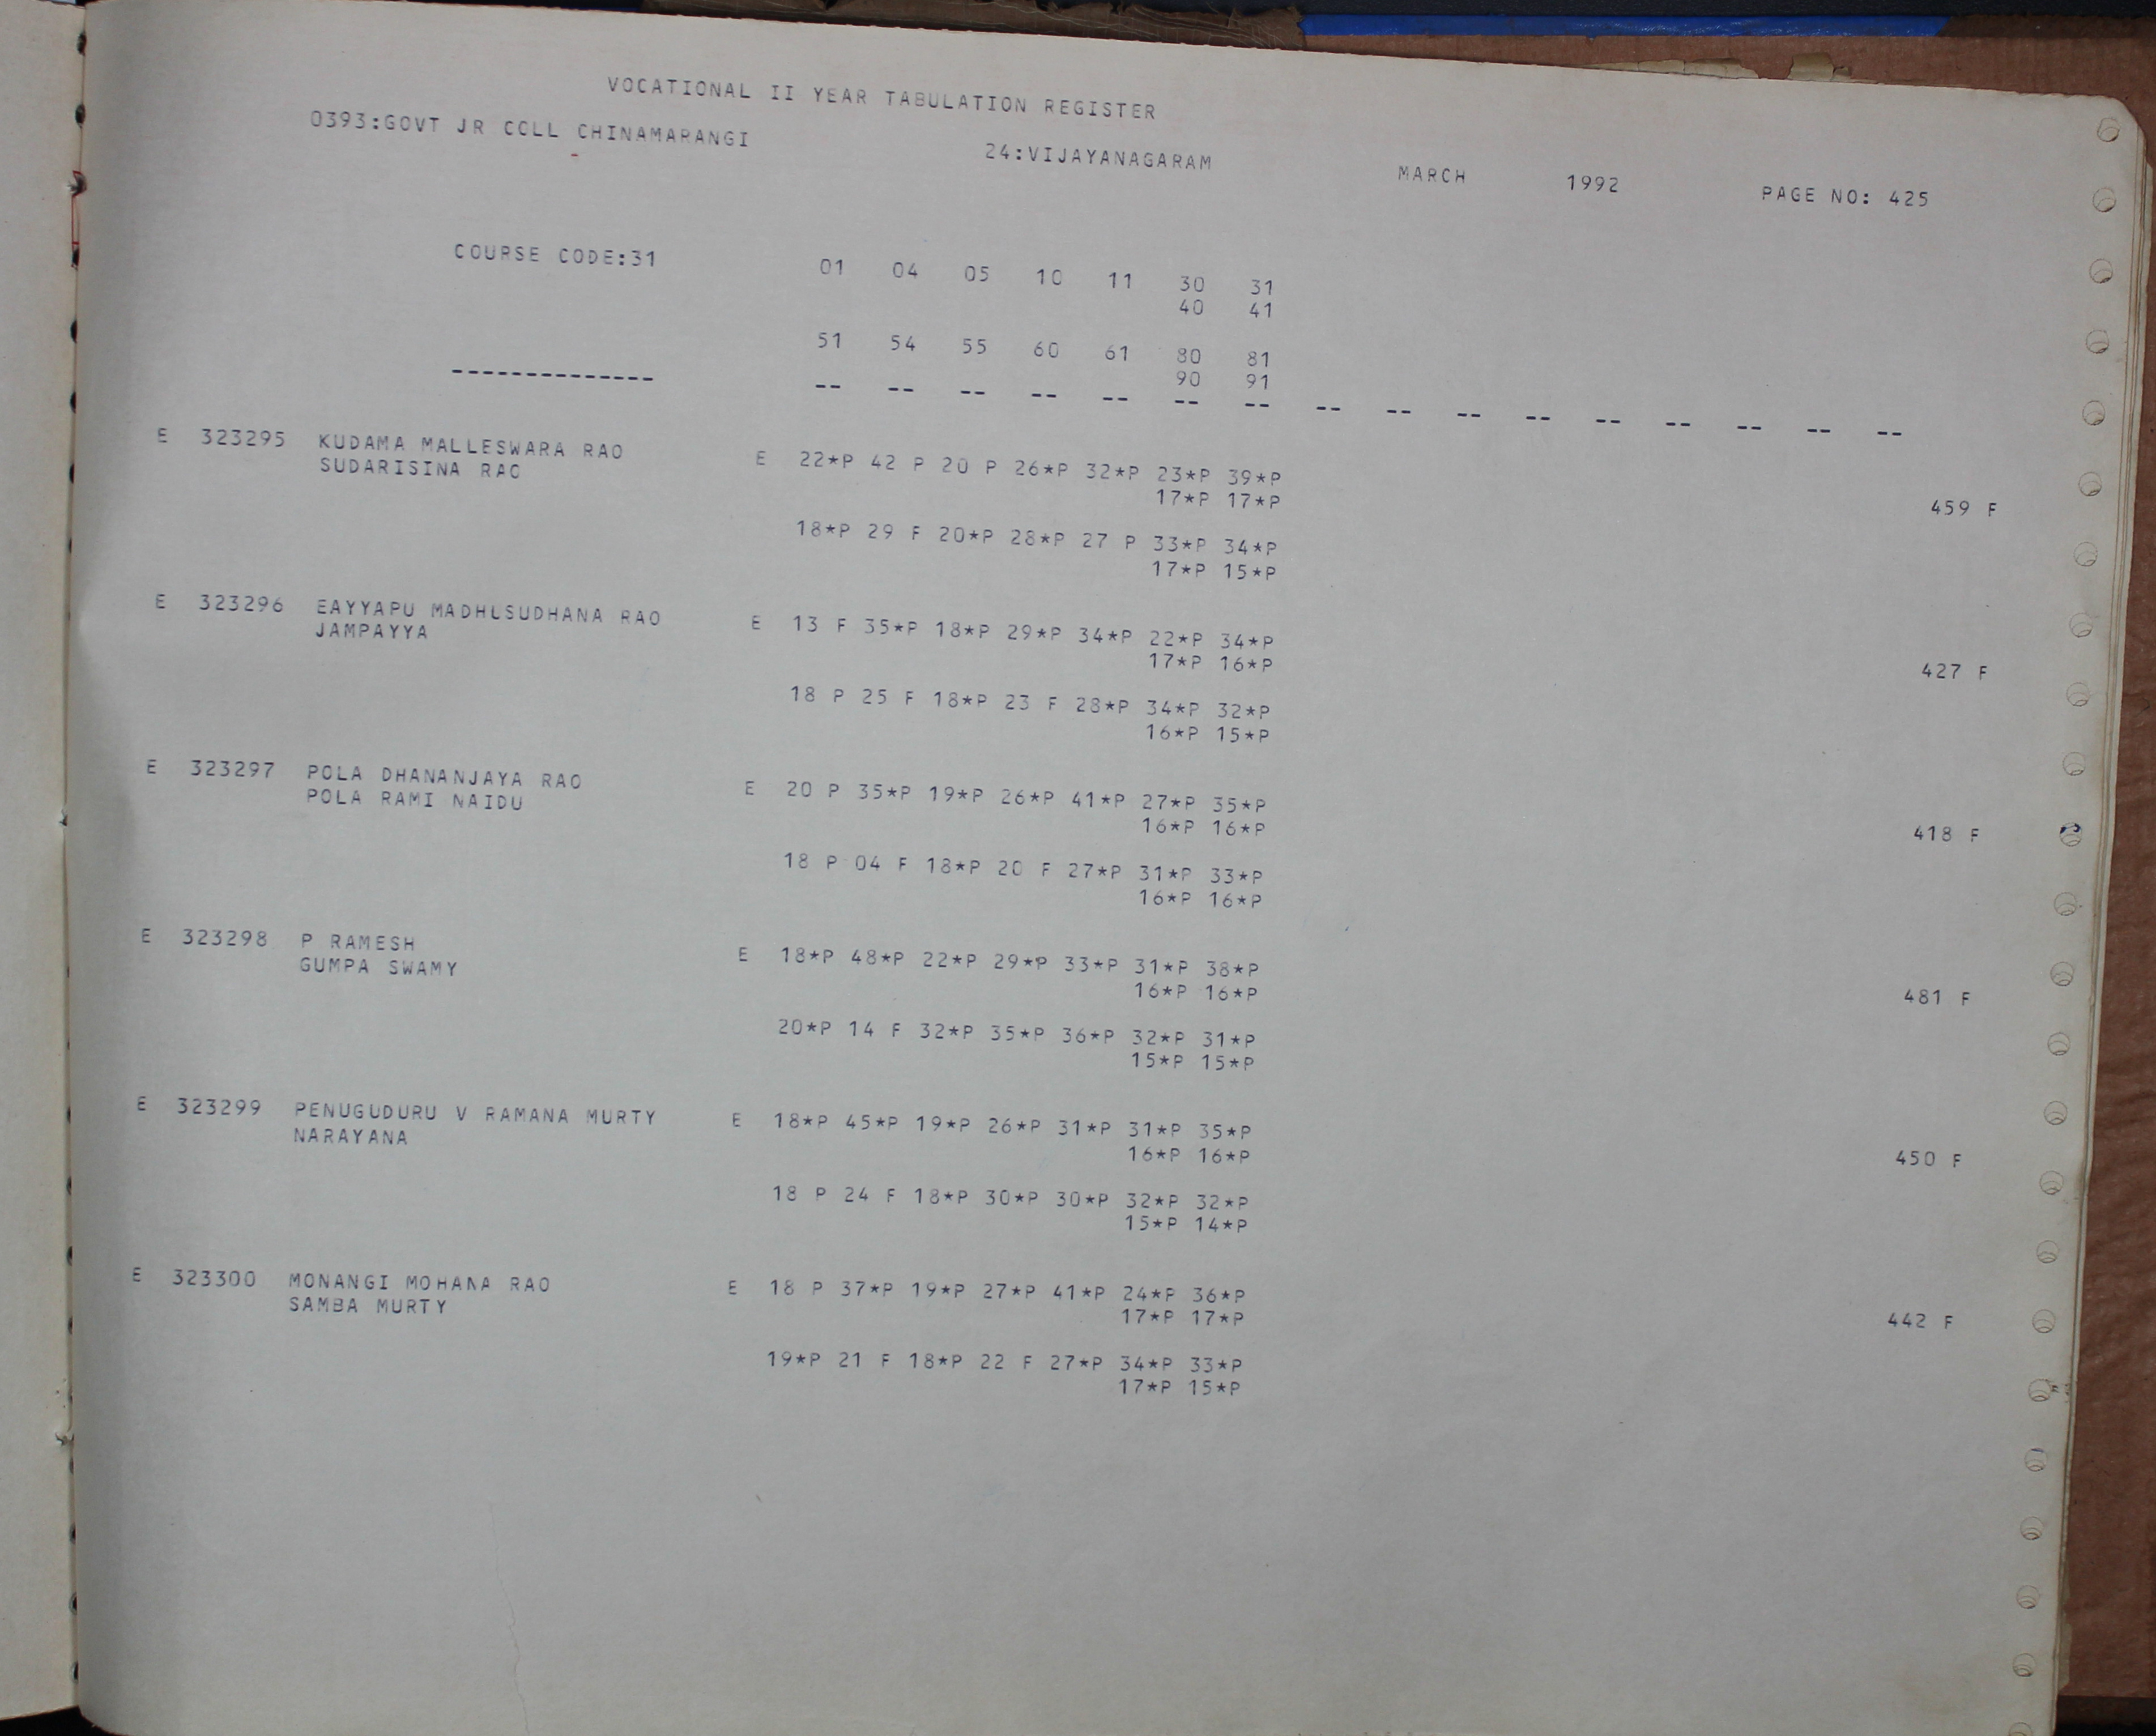 VOCATIONAL II YEAR TABULATION REGISTER
0393:GOVT JR COLL CHINAMARANGI 24:VIJAYANAGARAM MARCH 1992 PAGE NO: 425
COURSE CODE:31 01 04 05 10 11 30 31
40 41
51 54 55 60 61 80 81
90 91
-------------- -- -- -- -- -- -- -- -- -- -- -- -- -- -- -- --
E 323295 KUDAMA MALLESWARA RAO E 22*P 42 P 20 P 26*P 32*P 23*P 39*P
SUDARISINA RAO 17*P 17*P 459 F
18*P 29 F 20*P 28*P 27 P 33*P 34*P
17*P 15*P
E 323296 EAYYAPU MADHUSUDHANA RAO E 13 F 35*P 18*P 29*P 34*P 22*P 34*P
JAMPAYYA 17*P 16*P 427 F
18 P 25 F 18*P 23 F 28*P 34*P 32*P
16*P 15*P
E 323297 POLA DHANANJAYA RAO E 20 P 35*P 19*P 26*P 41*P 27*P 35*P
POLA RAMI NAIDU 16*P 16*P 418 F
18 P 04 F 18*P 20 F 27*P 31*P 33*P
16*P 16*P
E 323298 P RAMESH E 18*P 48*P 22*P 29*P 33*P 31*P 38*P
GUMPA SWAMY 16*P 16*P 481 F
20*P 14 F 32*P 35*P 36*P 32*P 31*P
15*P 15*P
E 323299 PENUGUDURU V RAMANA MURTY E 18*P 45*P 19*P 26*P 31*P 31*P 35*P
NARAYANA 16*P 16*P 450 F
18 P 24 F 18*P 30*P 30*P 32*P 32*P
15*P 14*P
E 323300 MONANGI MOHANA RAO E 18 P 37*P 19*P 27*P 41*P 24*P 36*P
SAMBA MURTY 17*P 17*P 442 F
19*P 21 F 18*P 22 F 27*P 34*P 33*P
17*P 15*P